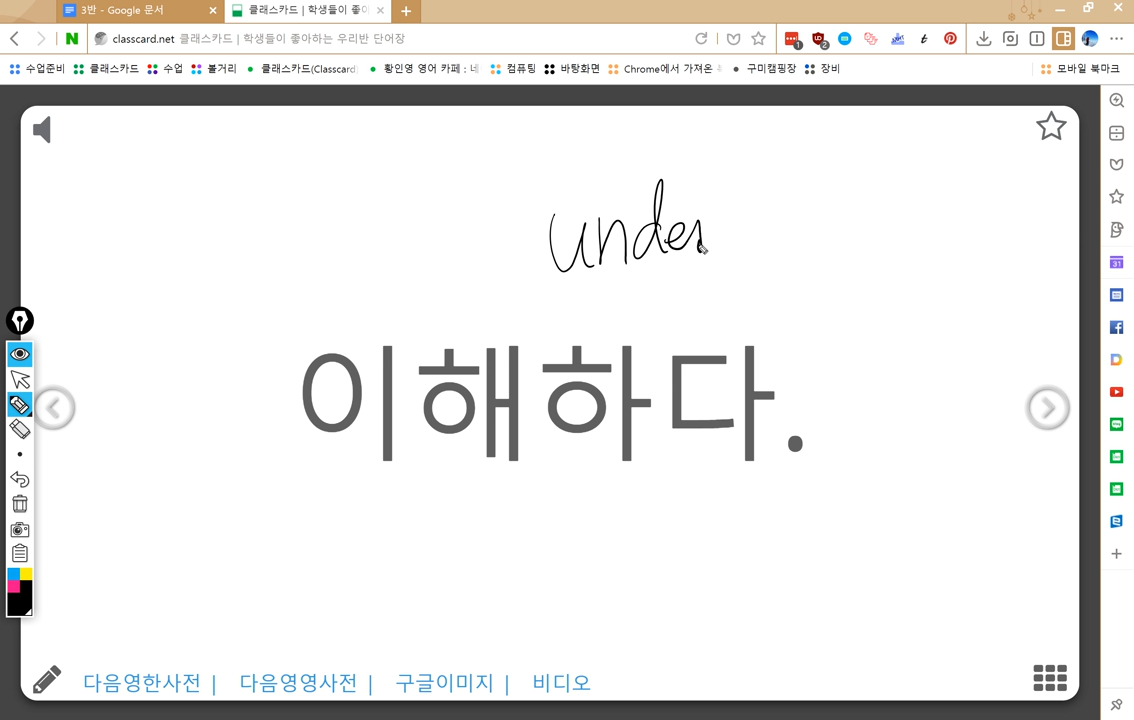 3반 - Google 문서
클래스카드 | 학생들이 좋아
N
classcard.net 클래스카드 | 학생들이 좋아하는 우리반 단어장
1
2
t
수업준비
클래스카드
수업
볼거리
클래스카드(Classcard
황인영 영어 카페 : 네
컴퓨팅
바탕화면
Chrome에서 가져온
구미캠핑장
장비
모바일 북마크
under
이해하다.
31
다음영한사전 |
다음영영사전 |
구글이미지 |
비디오